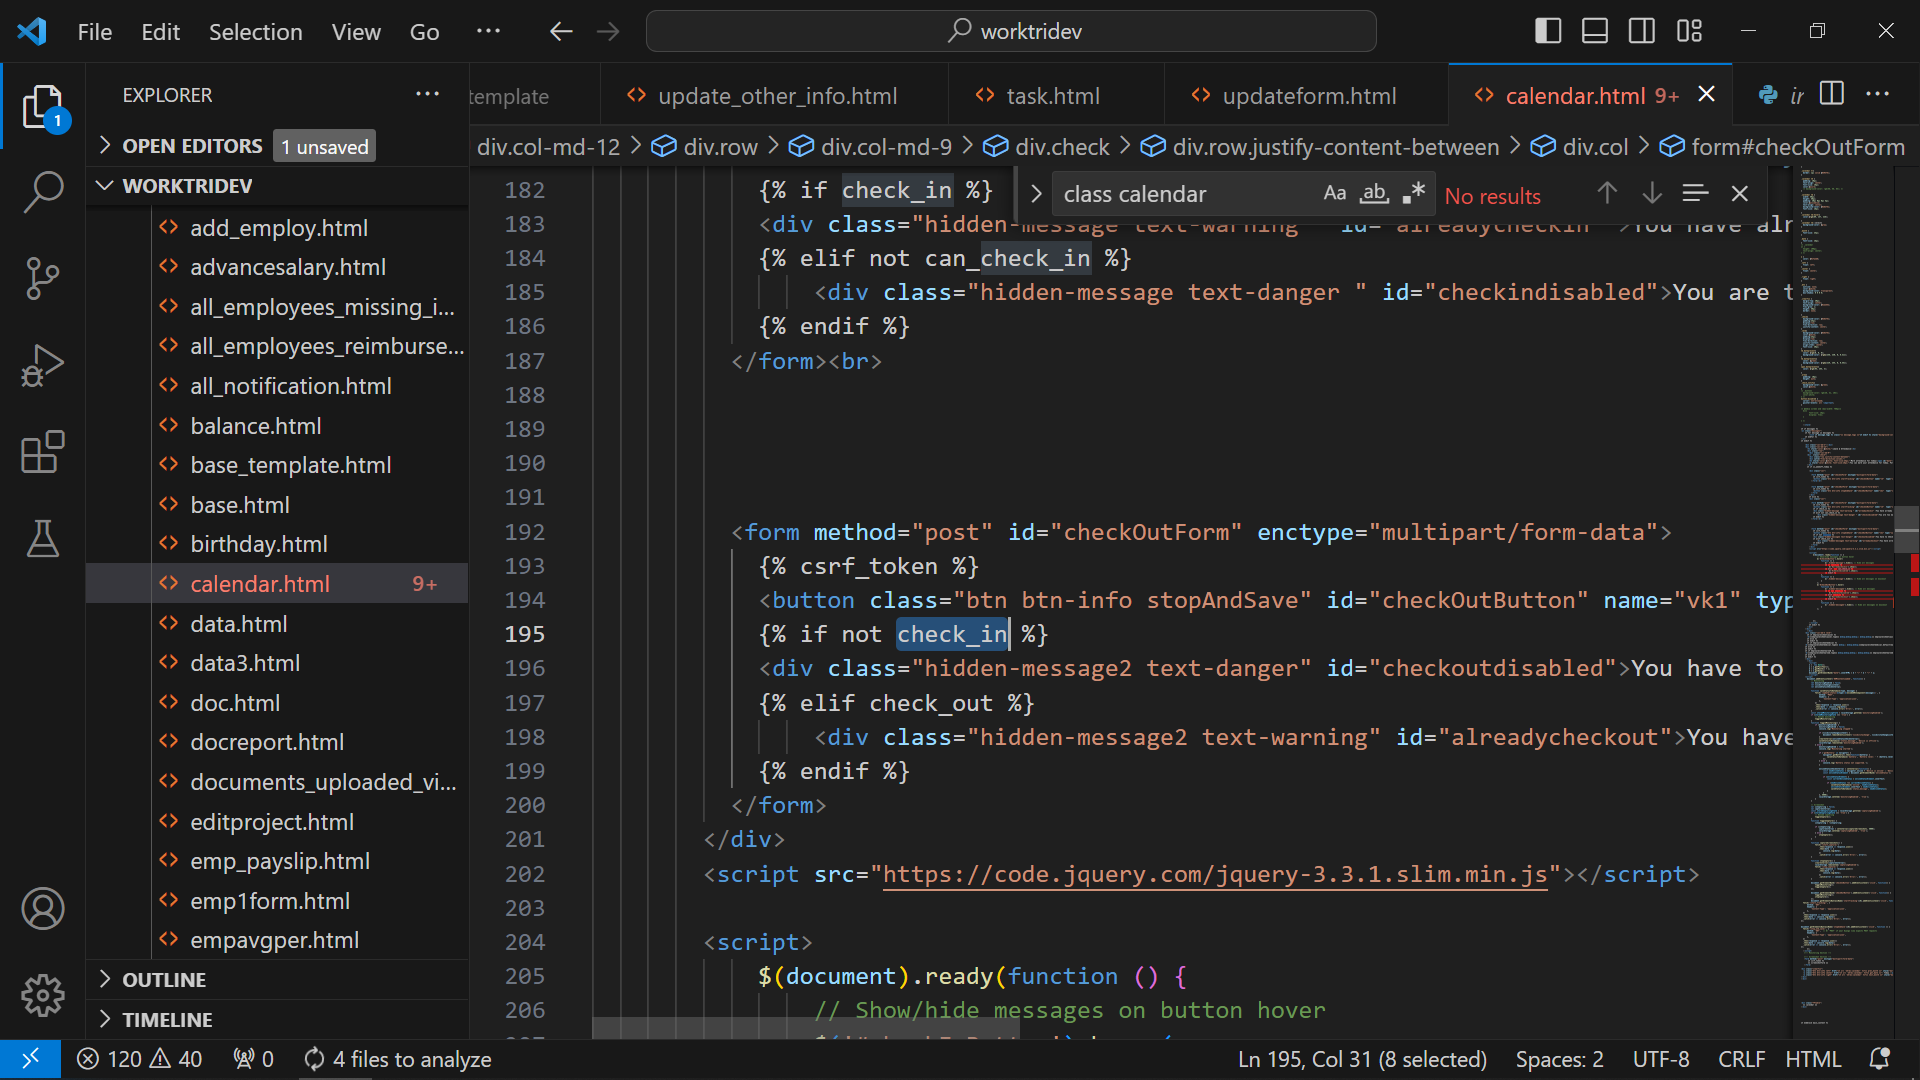 File Edit Selection View Go ··· worktridev
EXPLORER ···
template update_other_info.html task.html updateform.html calendar.html 9+
OPEN EDITORS 1 unsaved
WORKTRIDEV
div.col-md-12 > div.row > div.col-md-9 > div.check > div.row.justify-content-between > div.col > form#checkOutForm
class calendar Aa ab .* No results
add_employ.html
advancesalary.html
all_employees_missing_i...
all_employees_reimburse...
all_notification.html
balance.html
base_template.html
base.html
birthday.html
calendar.html 9+
data.html
data3.html
doc.html
docreport.html
documents_uploaded_vi...
editproject.html
emp_payslip.html
emp1form.html
empavgper.html
OUTLINE
TIMELINE
182 {% if check_in %}
183 <div class="hidden-message text-warning" id="alreadycheckin">You have alr
184 {% elif not can_check_in %}
185 <div class="hidden-message text-danger " id="checkindisabled">You are t
186 {% endif %}
187 </form><br>
188
189
190
191
192 <form method="post" id="checkOutForm" enctype="multipart/form-data">
193 {% csrf_token %}
194 <button class="btn btn-info stopAndSave" id="checkOutButton" name="vk1" typ
195 {% if not check_in %}
196 <div class="hidden-message2 text-danger" id="checkoutdisabled">You have to
197 {% elif check_out %}
198 <div class="hidden-message2 text-warning" id="alreadycheckout">You have
199 {% endif %}
200 </form>
201 </div>
202 <script src="https://code.jquery.com/jquery-3.3.1.slim.min.js"></script>
203
204 <script>
205 $(document).ready(function () {
206 // Show/hide messages on button hover
120 40 0 4 files to analyze Ln 195, Col 31 (8 selected) Spaces: 2 UTF-8 CRLF HTML